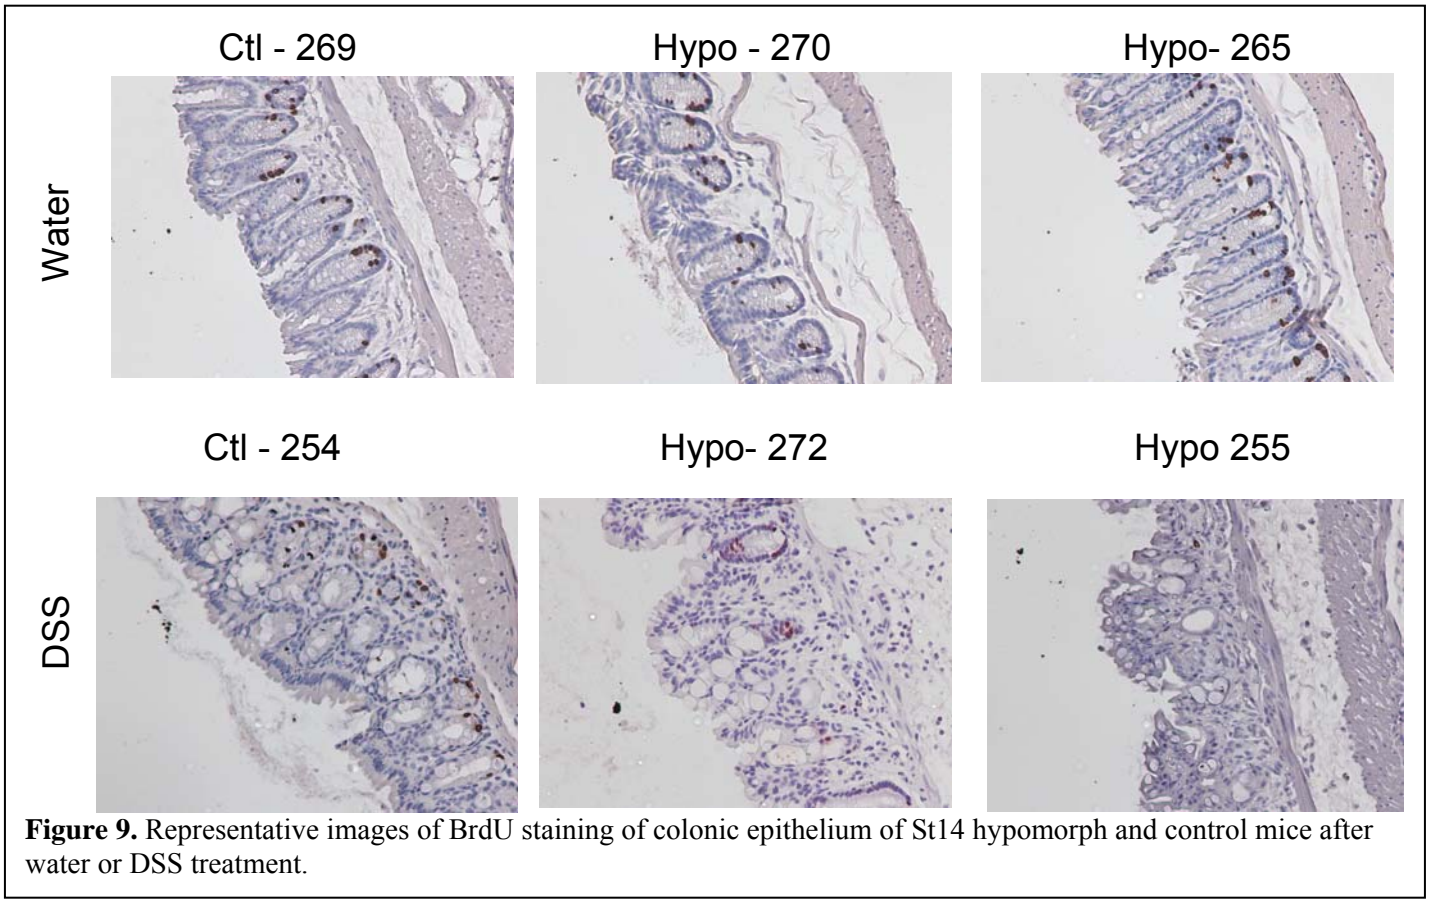 Ctl - 269
Hypo - 270
Hypo- 265
Water
Ctl - 254
Hypo- 272
Hypo 255
DSS
Figure 9. Representative images of BrdU staining of colonic epithelium of St14 hypomorph and control mice after
water or DSS treatment.